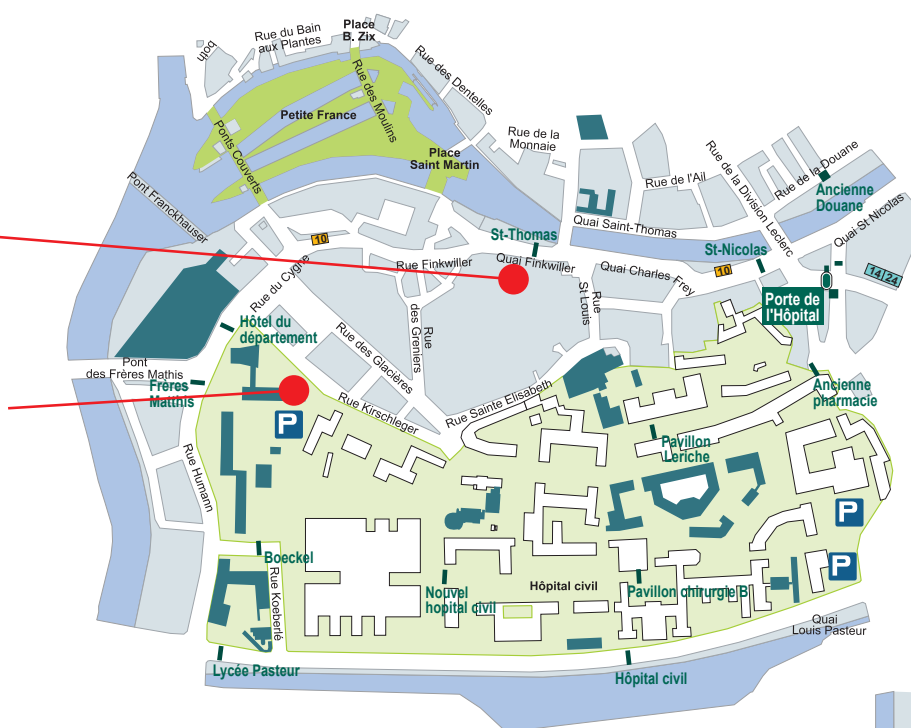 Place
B. Zix
Rue du Bain
aux Plantes
both
Rue des Dentelles
Rue des Moulins
Petite France
Ponts Couverts
Place
Saint Martin
Rue de la
Monnaie
Rue de l'Ail
Rue de la Division Leclerc
Rue de la Douane
Ancienne
Douane
Pont Franckhauser
Quai Saint-Thomas
Quai St-Nicolas
St-Thomas
St-Nicolas
10
Rue Finkwiller
Quai Finkwiller
Quai Charles Frey
10
14 24
Rue du Cygne
Porte de
l'Hôpital
Rue
St Louis
Rue
des Greniers
Hôtel du
département
Rue des Glacières
Pont
des Frères Mathis
Frères
Matthis
Rue Kirschleger
Rue Sainte Elisabeth
Ancienne
pharmacie
P
Pavillon
Leriche
Rue Humann
P
Boeckel
Rue Koeberlé
Nouvel
hopital civil
Hôpital civil
Pavillon chirurgie B
P
Quai
Louis Pasteur
Lycée Pasteur
Hôpital civil